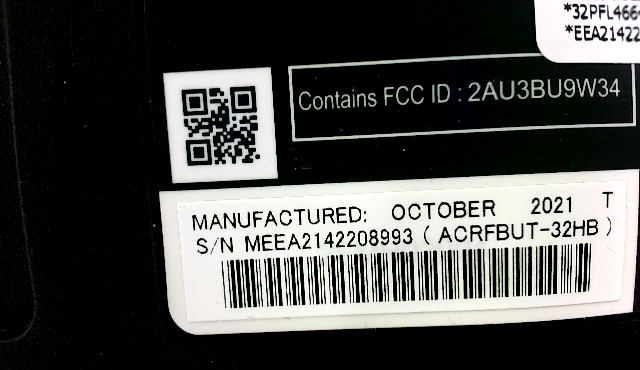 *32PFL466
*EEA21422
Contains FCC ID : 2AU3BU9W34
MANUFACTURED: OCTOBER 2021 T
S/N MEEA2142208993 ( ACRFBUT-32HB )